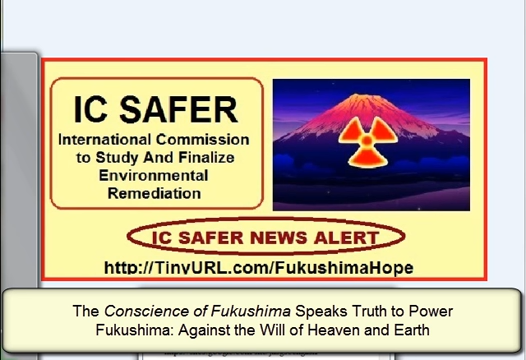 IC SAFER
International Commission
to Study And Finalize
Environmental
Remediation
IC SAFER NEWS ALERT
http://TinyURL.com/FukushimaHope
The Conscience of Fukushima Speaks Truth to Power
Fukushima: Against the Will of Heaven and Earth